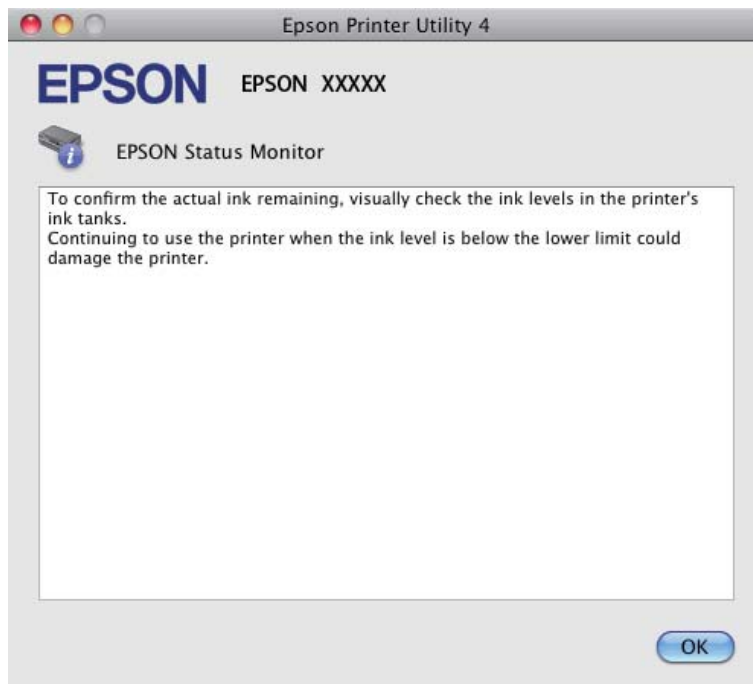 Epson Printer Utility 4
EPSON EPSON XXXXX
EPSON Status Monitor
To confirm the actual ink remaining, visually check the ink levels in the printer's
ink tanks.
Continuing to use the printer when the ink level is below the lower limit could
damage the printer.
OK